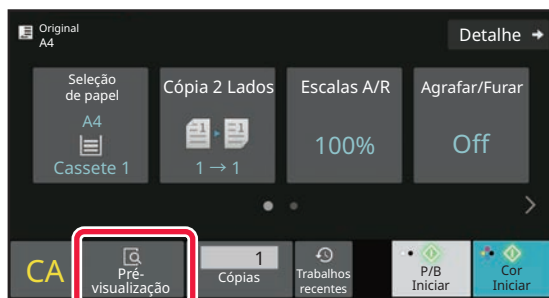 Original
A4
Detalhe
Seleção
de papel
A4
Cassete 1
Cópia 2 Lados
1 → 1
Escalas A/R
100%
Agrafar/Furar
Off
CA
Pré-
visualização
1
Cópias
Trabalhos
recentes
P/B
Iniciar
Cor
Iniciar